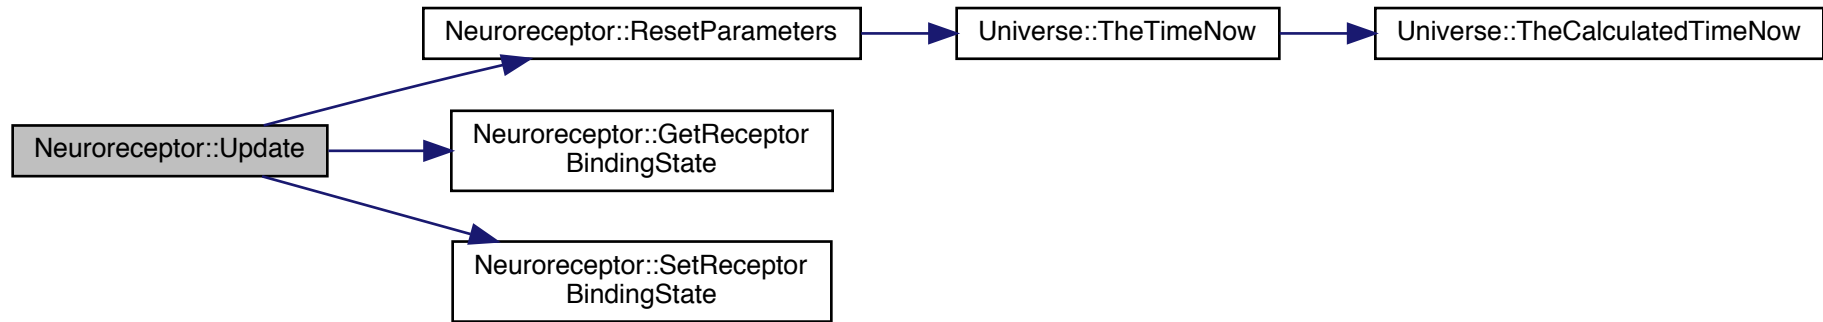 Neuroreceptor::Update
Neuroreceptor::ResetParameters
Universe::TheTimeNow
Universe::TheCalculatedTimeNow
Neuroreceptor::GetReceptor
BindingState
Neuroreceptor::SetReceptor
BindingState